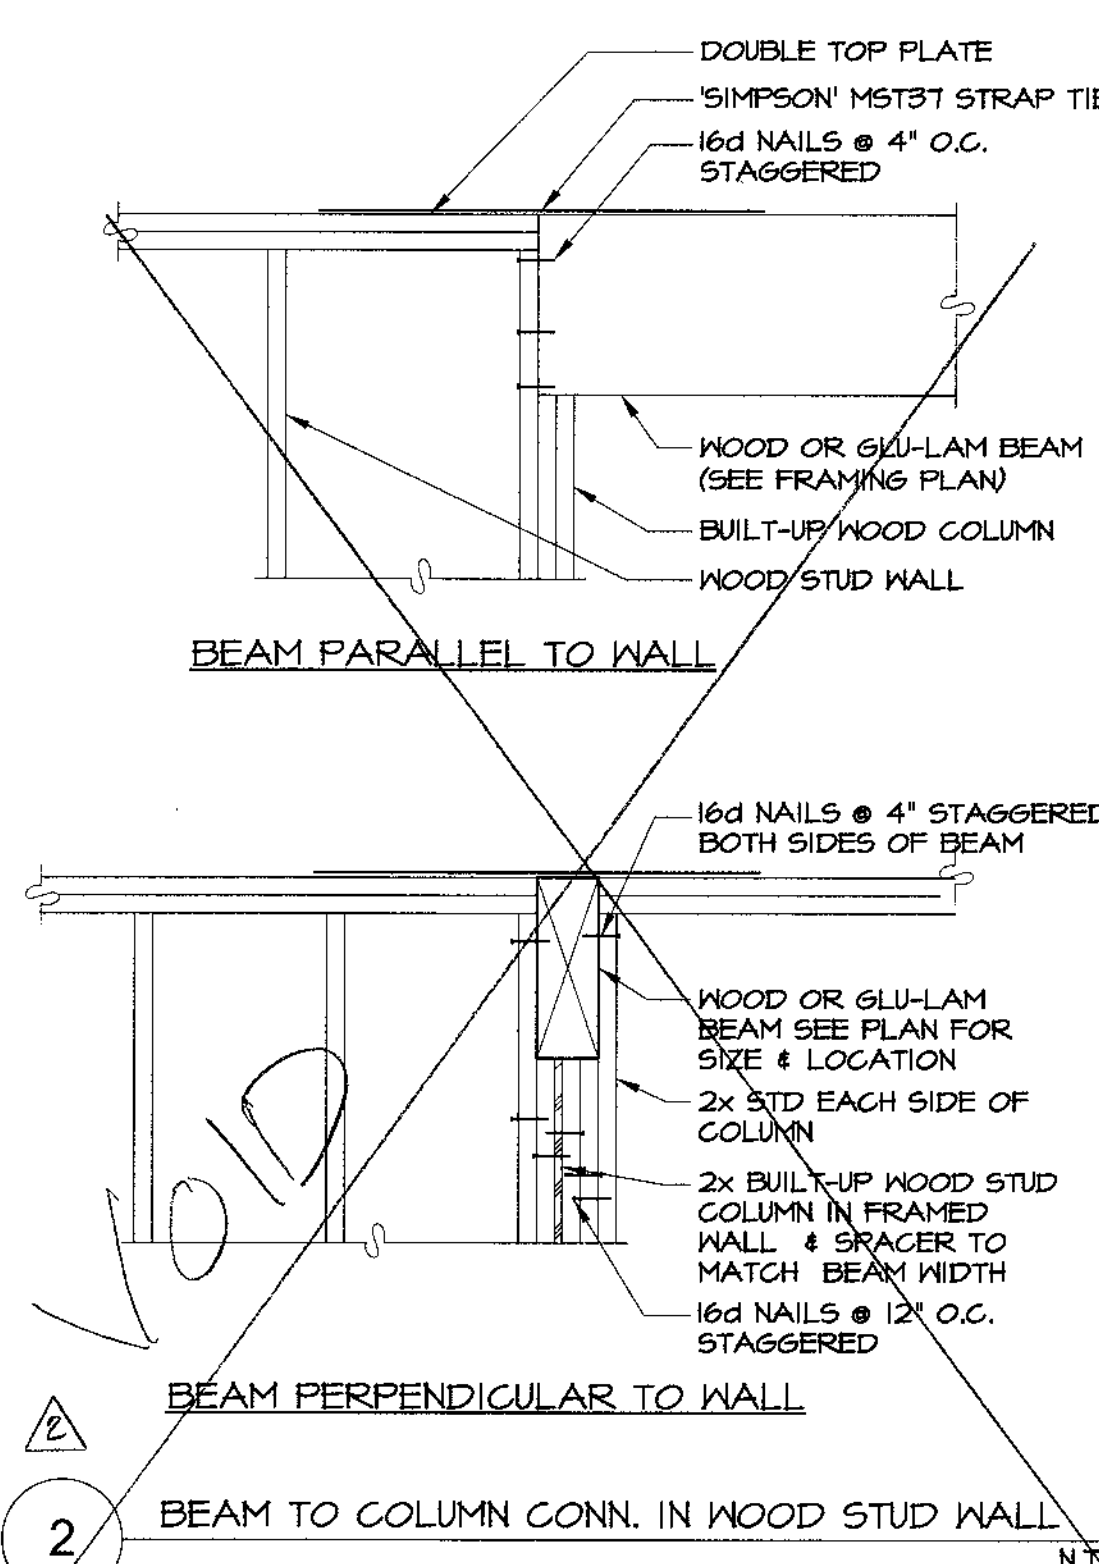 DOUBLE TOP PLATE
'SIMPSON' MST37 STRAP TIE
16d NAILS @ 4" O.C.
STAGGERED
WOOD OR GLU-LAM BEAM
(SEE FRAMING PLAN)
BUILT-UP WOOD COLUMN
WOOD STUD WALL
BEAM PARALLEL TO WALL
16d NAILS @ 4" STAGGERED
BOTH SIDES OF BEAM
WOOD OR GLU-LAM
BEAM SEE PLAN FOR
SIZE & LOCATION
2x STD EACH SIDE OF
COLUMN
2x BUILT-UP WOOD STUD
COLUMN IN FRAMED
WALL & SPACER TO
MATCH BEAM WIDTH
16d NAILS @ 12" O.C.
STAGGERED
VOID
BEAM PERPENDICULAR TO WALL
2
2
BEAM TO COLUMN CONN. IN WOOD STUD WALL